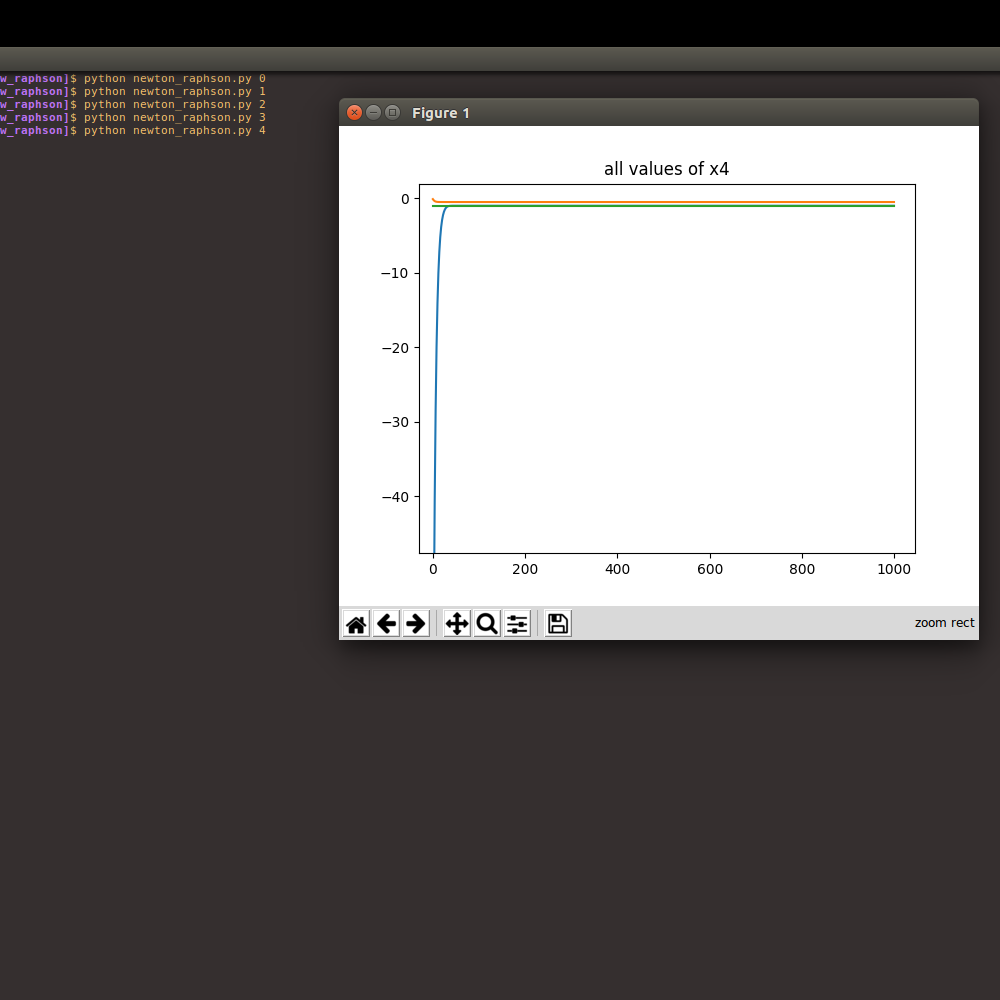 w_raphson]$ python newton_raphson.py 0
w_raphson]$ python newton_raphson.py 1
w_raphson]$ python newton_raphson.py 2
w_raphson]$ python newton_raphson.py 3
w_raphson]$ python newton_raphson.py 4
Figure 1
all values of x4
0
−10
−20
−30
−40
0 200 400 600 800 1000
zoom rect